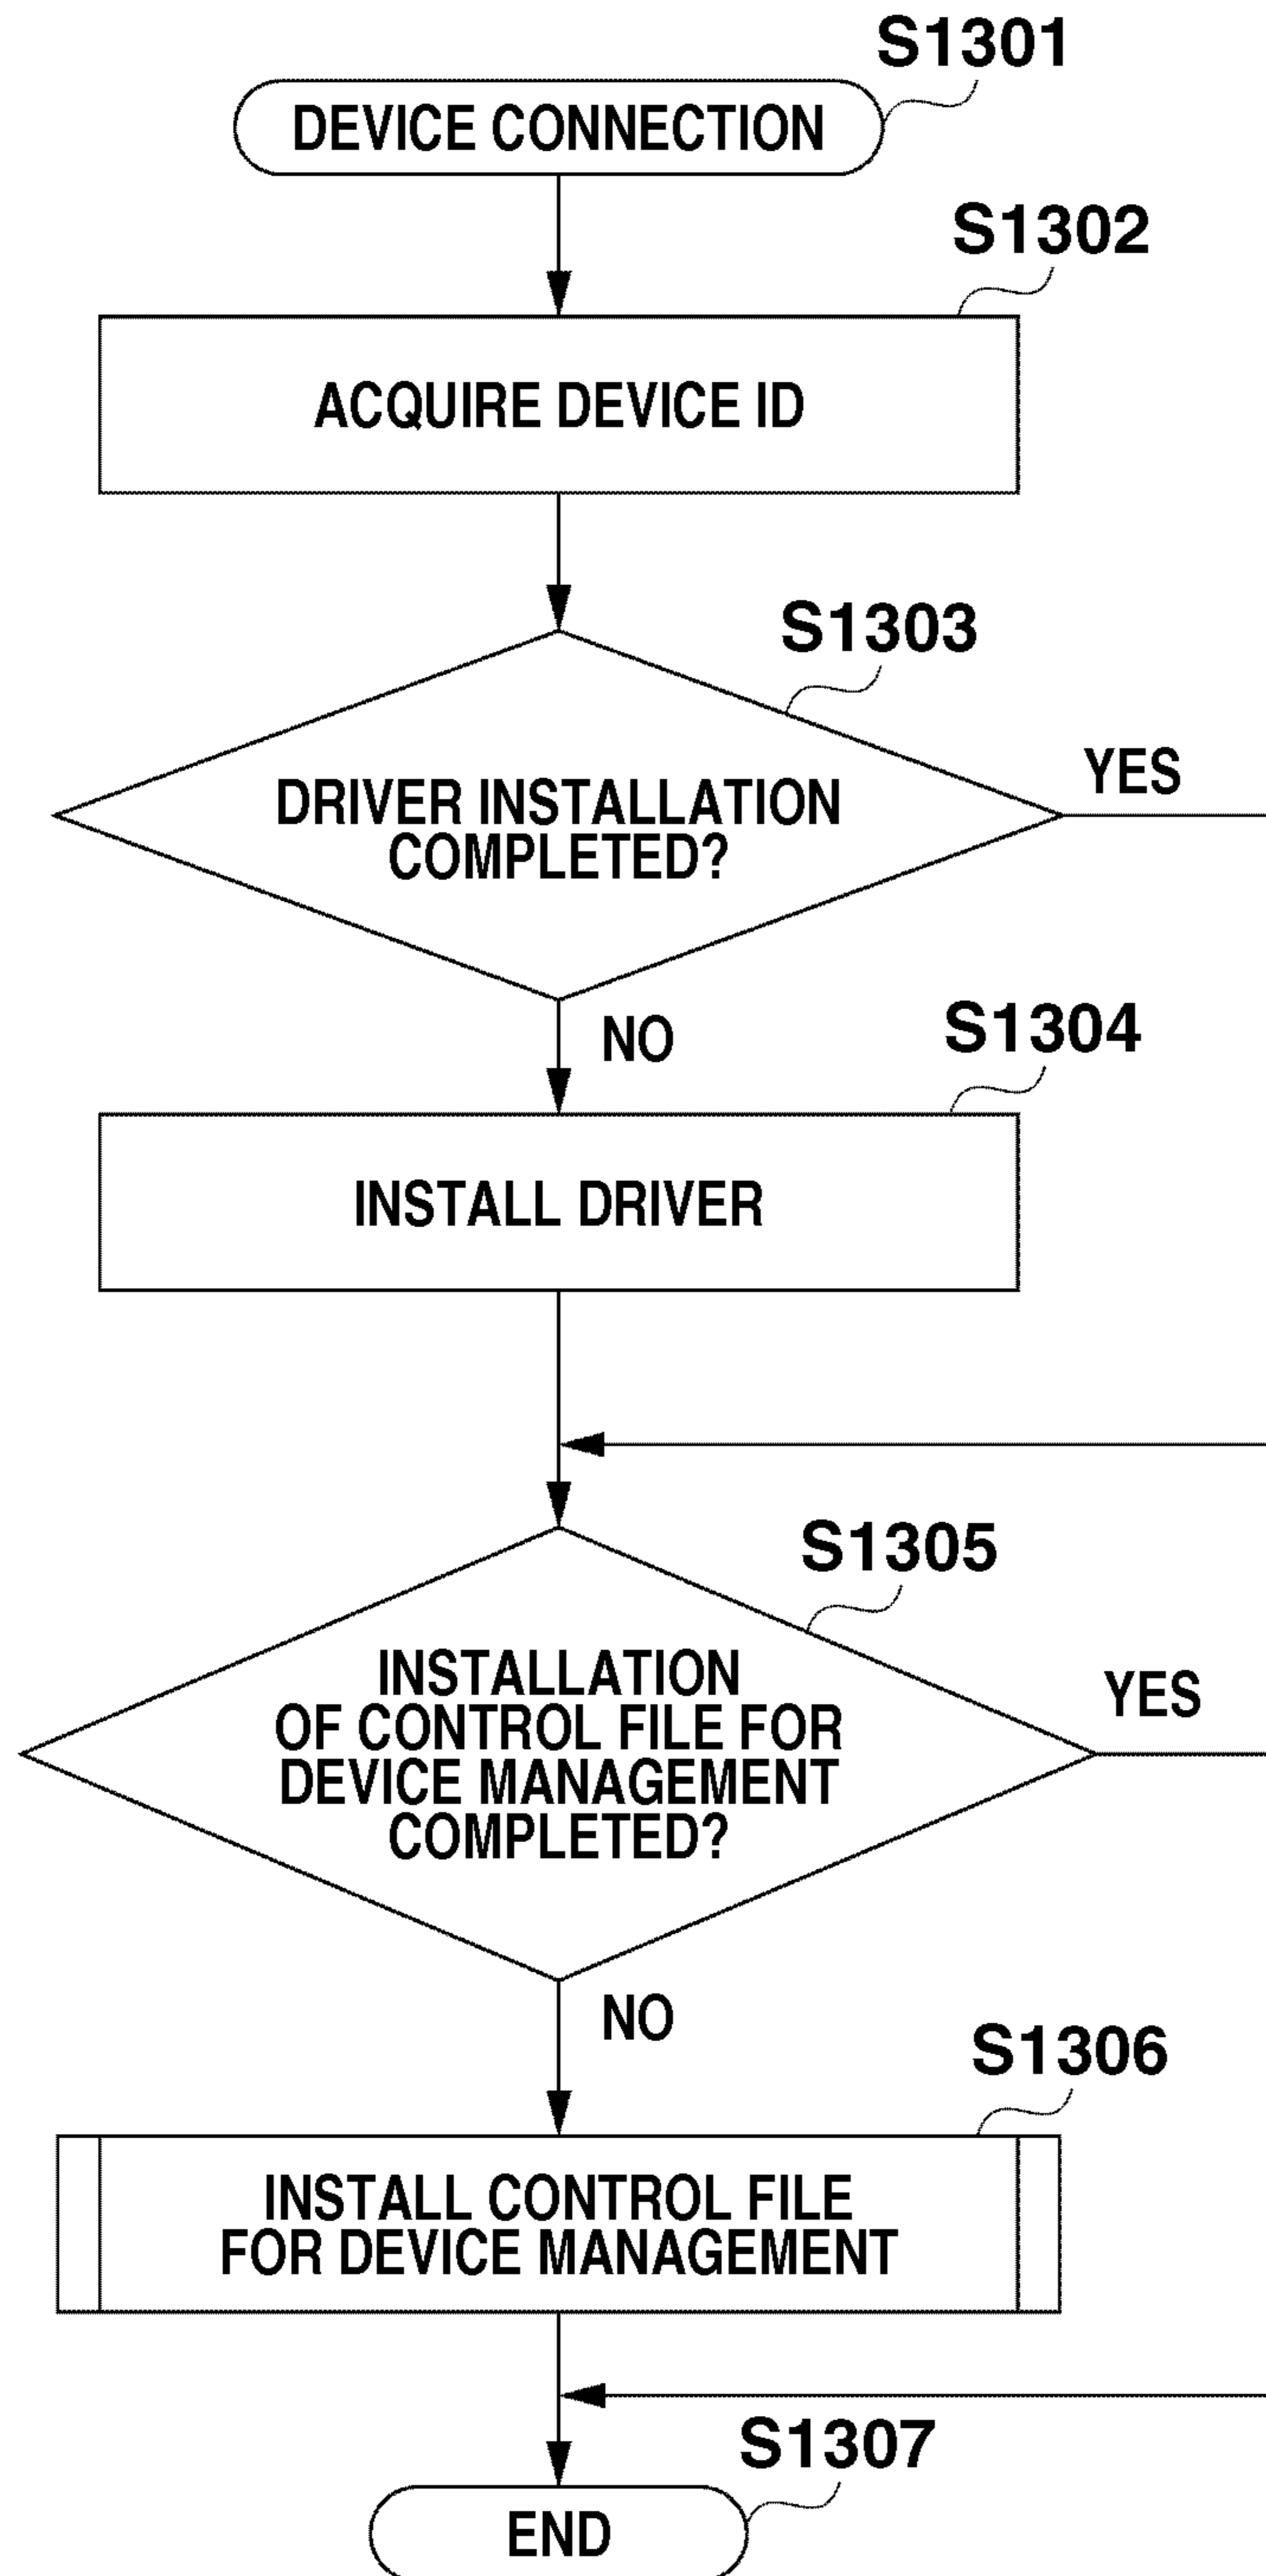 S1301
DEVICE CONNECTION
S1302
ACQUIRE DEVICE ID
S1303
DRIVER INSTALLATION
COMPLETED?
YES
NO
S1304
INSTALL DRIVER
S1305
INSTALLATION
OF CONTROL FILE FOR
DEVICE MANAGEMENT
COMPLETED?
YES
NO
S1306
INSTALL CONTROL FILE
FOR DEVICE MANAGEMENT
S1307
END